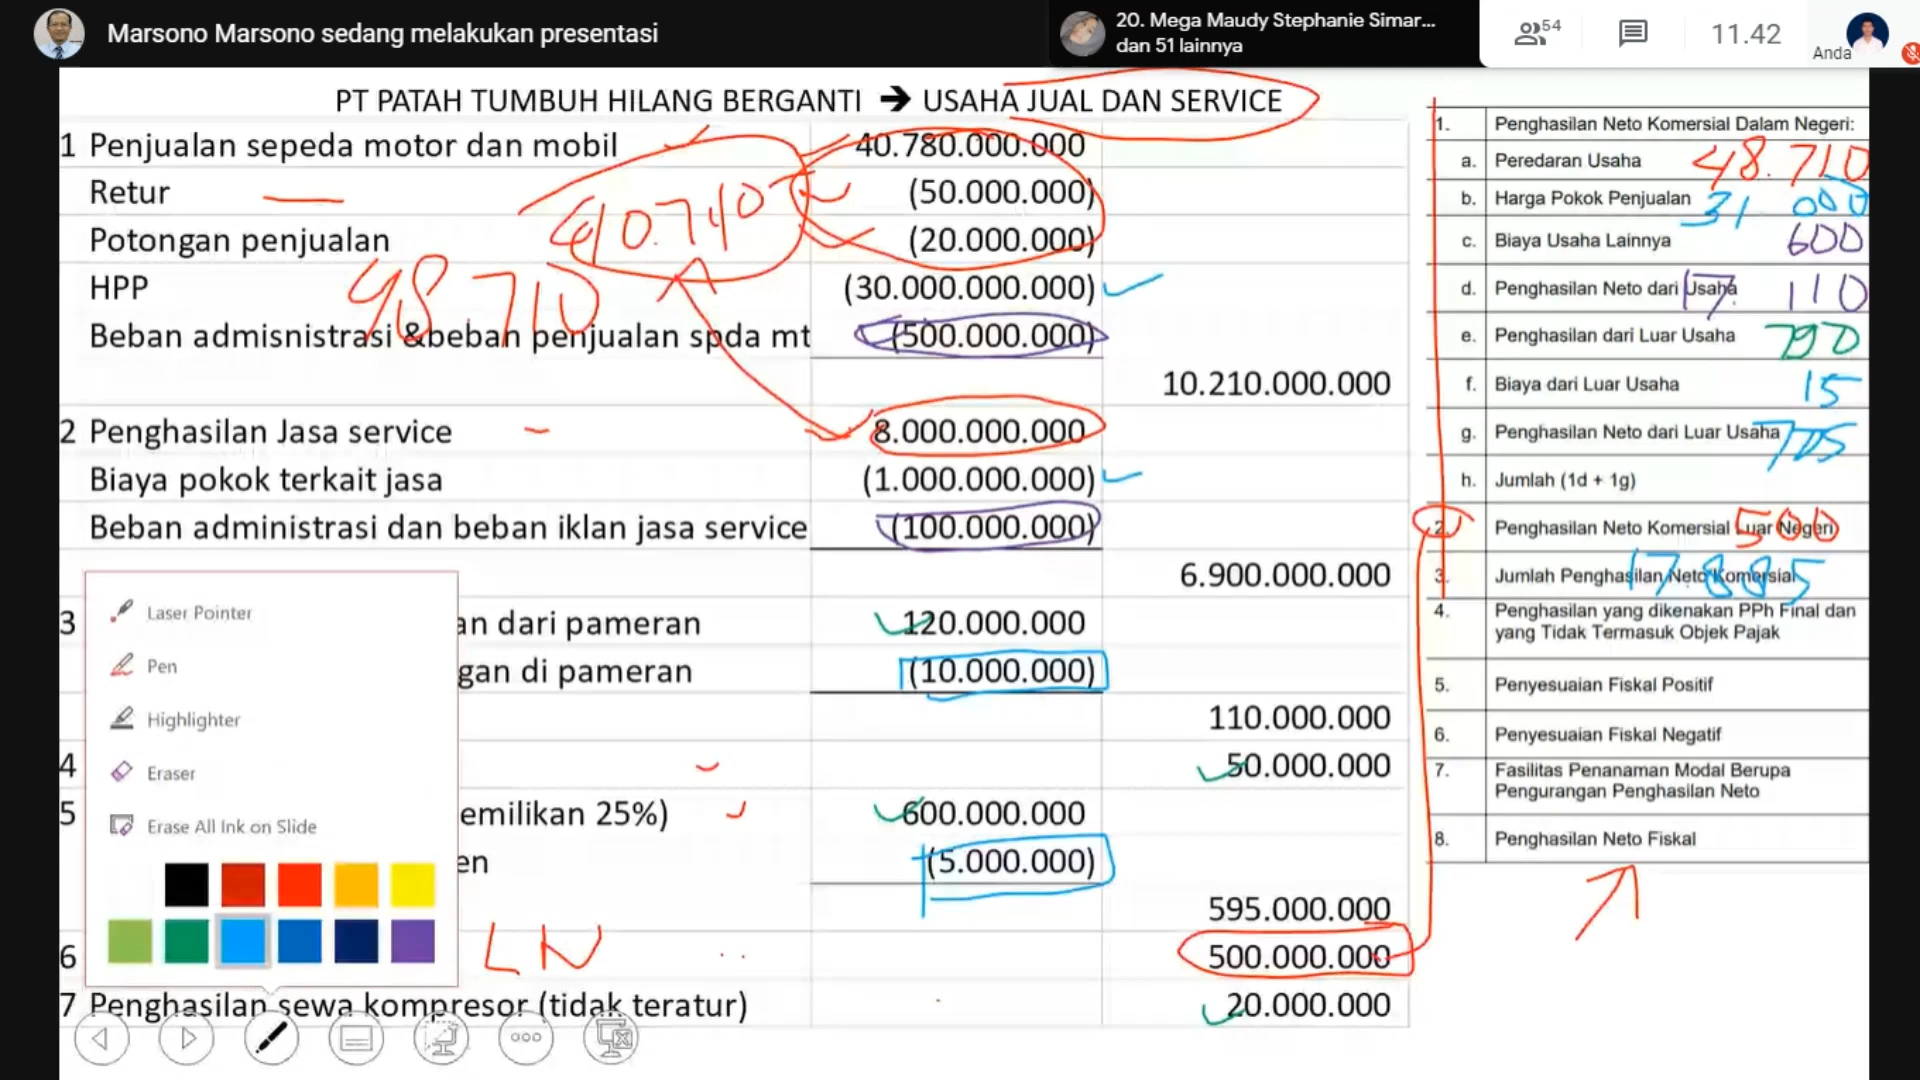 Marsono Marsono sedang melakukan presentasi
20. Mega Maudy Stephanie Simar...
dan 51 lainnya
54
11.42
Anda
PT PATAH TUMBUH HILANG BERGANTI ➔ USAHA JUAL DAN SERVICE
1 Penjualan sepeda motor dan mobil 40.780.000.000
Retur (50.000.000)
40.740
Potongan penjualan (20.000.000)
HPP (30.000.000.000)
48 710
Beban admisnistrasi &beban penjualan spda mt (500.000.000)
10.210.000.000
2 Penghasilan Jasa service 8.000.000.000
Biaya pokok terkait jasa (1.000.000.000)
Beban administrasi dan beban iklan jasa service (100.000.000)
6.900.000.000
3 an dari pameran 120.000.000
gan di pameran (10.000.000)
110.000.000
4 50.000.000
5 emilikan 25%) 600.000.000
en (5.000.000)
595.000.000
6 LN 500.000.000
7 Penghasilan sewa kompresor (tidak teratur) 20.000.000
Laser Pointer
Pen
Highlighter
Eraser
Erase All Ink on Slide
1. Penghasilan Neto Komersial Dalam Negeri:
a. Peredaran Usaha 48.710
b. Harga Pokok Penjualan 31 000
c. Biaya Usaha Lainnya 600
d. Penghasilan Neto dari Usaha 17. 110
e. Penghasilan dari Luar Usaha 790
f. Biaya dari Luar Usaha 15
g. Penghasilan Neto dari Luar Usaha
h. Jumlah (1d + 1g)
2. Penghasilan Neto Komersial Luar Negeri 500
3. Jumlah Penghasilan Neto Komersial 17.885
4. Penghasilan yang dikenakan PPh Final dan
yang Tidak Termasuk Objek Pajak
5. Penyesuaian Fiskal Positif
6. Penyesuaian Fiskal Negatif
7. Fasilitas Penanaman Modal Berupa
Pengurangan Penghasilan Neto
8. Penghasilan Neto Fiskal